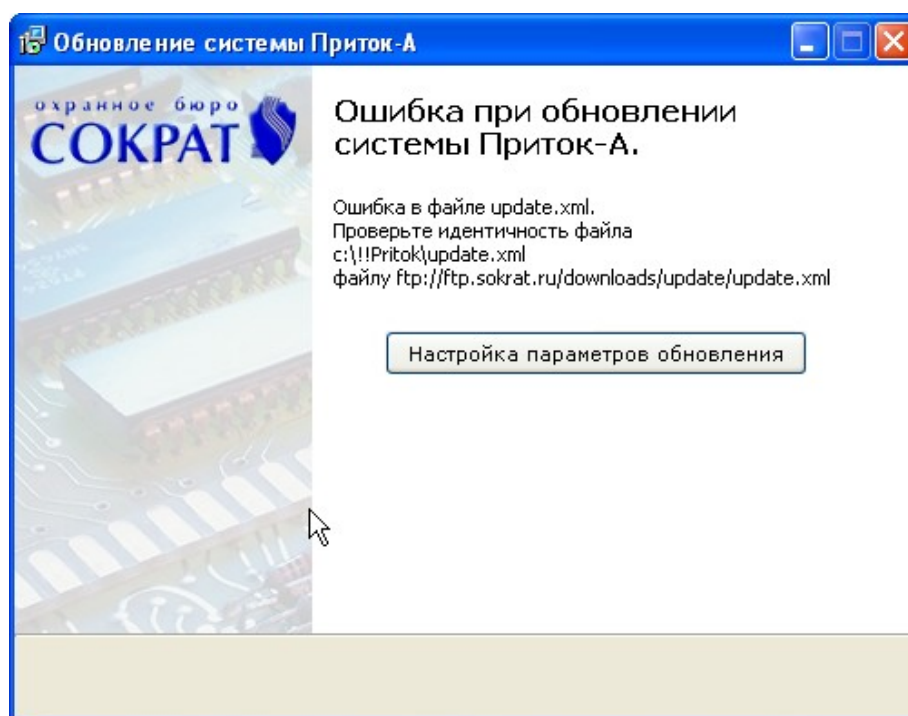 Обновление системы Приток-А
охранное бюро
СОКРАТ
Ошибка при обновлении
системы Приток-А.
Ошибка в файле update.xml.
Проверьте идентичность файла
c:\!!Pritok\update.xml
файлу ftp://ftp.sokrat.ru/downloads/update/update.xml
Настройка параметров обновления